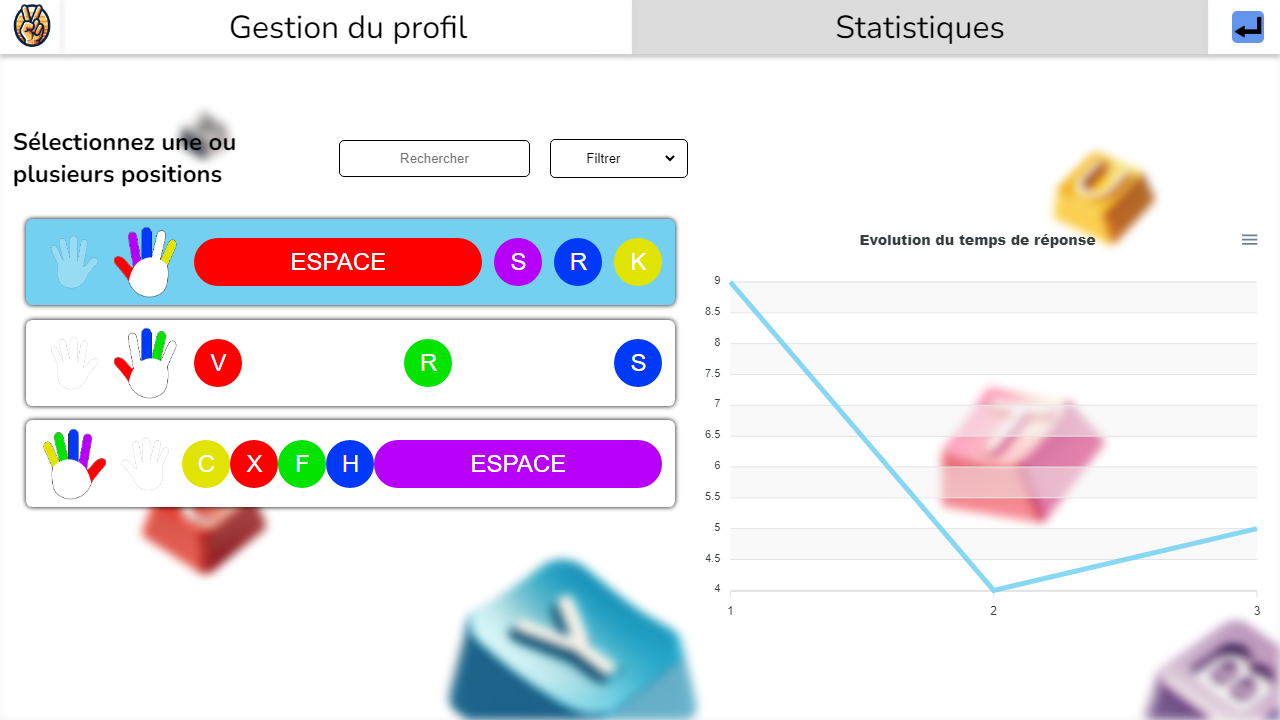 Gestion du profil
Statistiques
Sélectionnez une ou
plusieurs positions
Rechercher
Filtrer
ESPACE S R K
V R S
C X F H ESPACE
Evolution du temps de réponse
9
8.5
8
7.5
7
6.5
6
5.5
5
4.5
4
1 2 3
U
Y
B